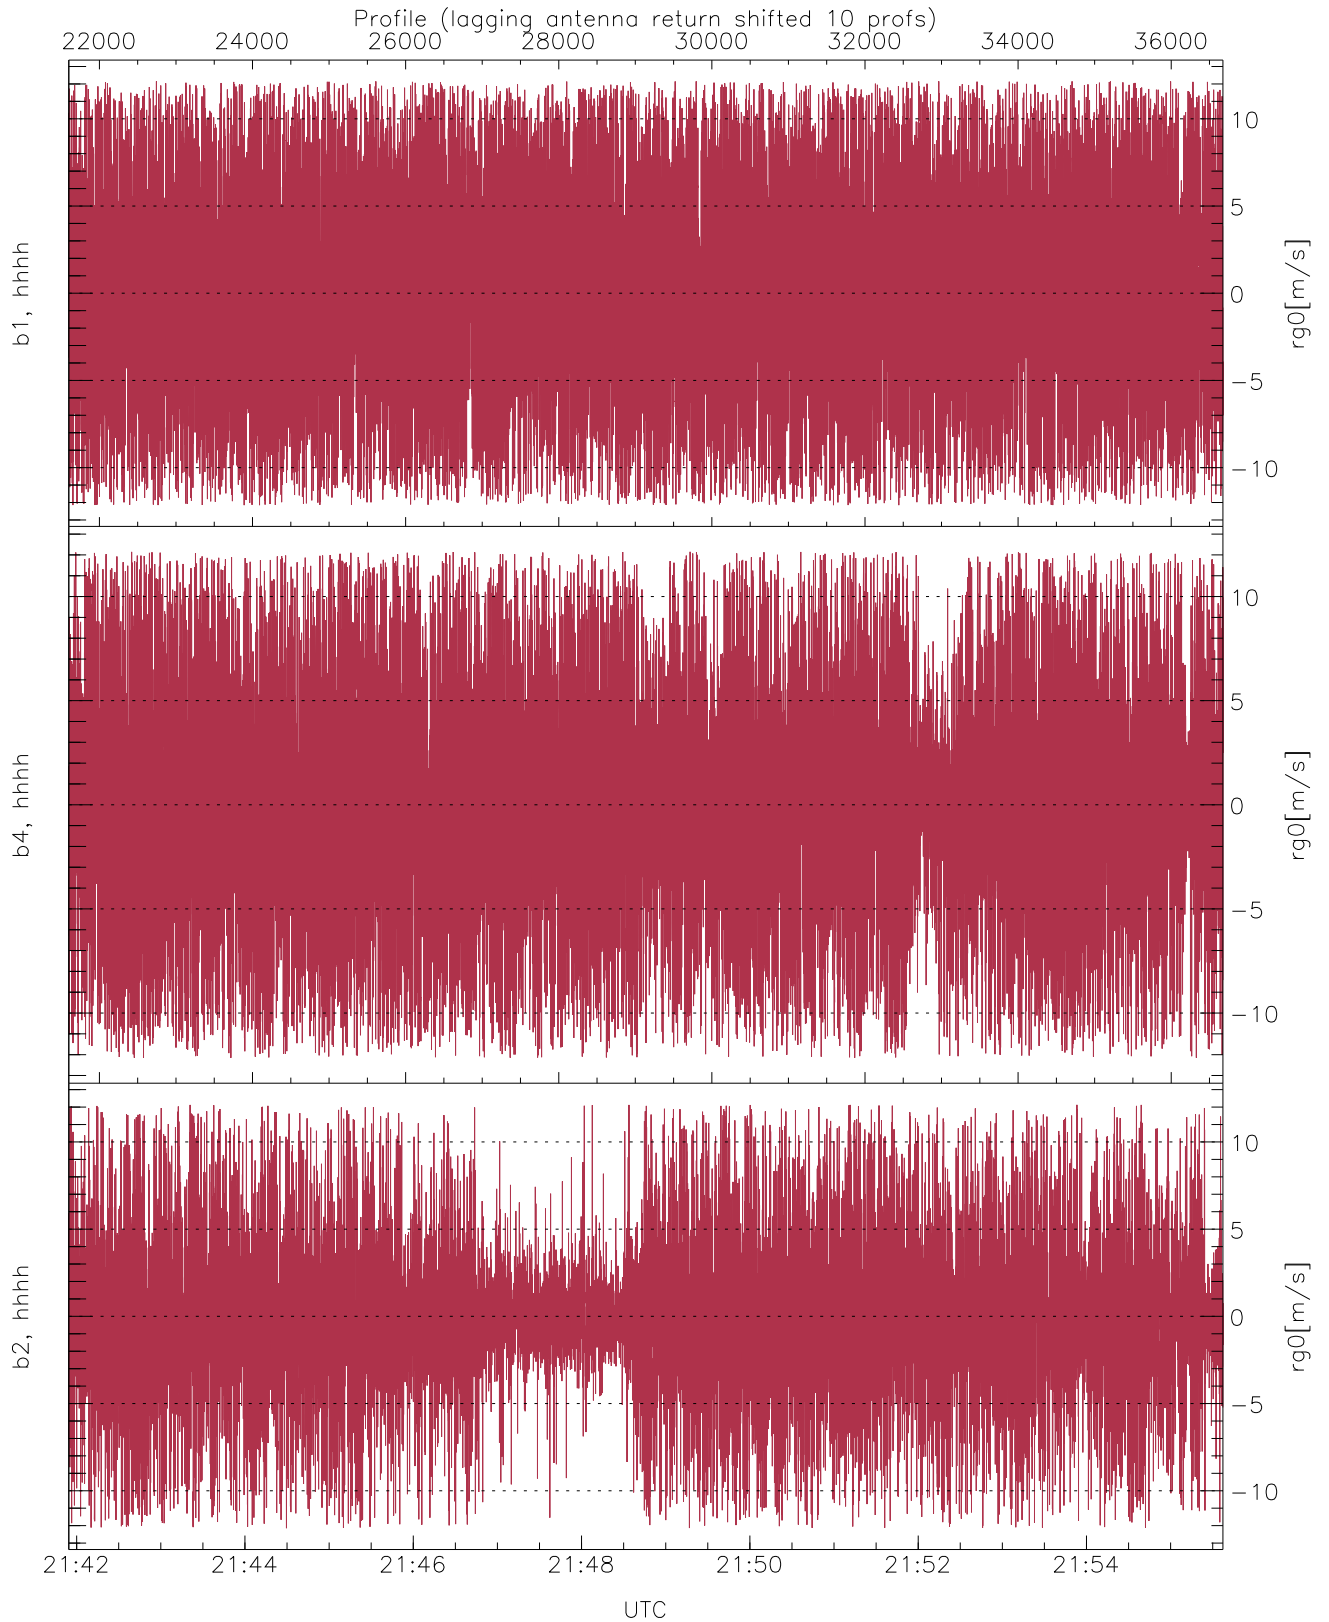 Profile (lagging antenna return shifted 10 profs)
22000 24000 26000 28000 30000 32000 34000 36000
10
5
0
−5
−10
b1, hhhh
rg0[m/s]
10
5
0
−5
−10
b4, hhhh
rg0[m/s]
10
5
0
−5
−10
b2, hhhh
rg0[m/s]
21:42 21:44 21:46 21:48 21:50 21:52 21:54
UTC